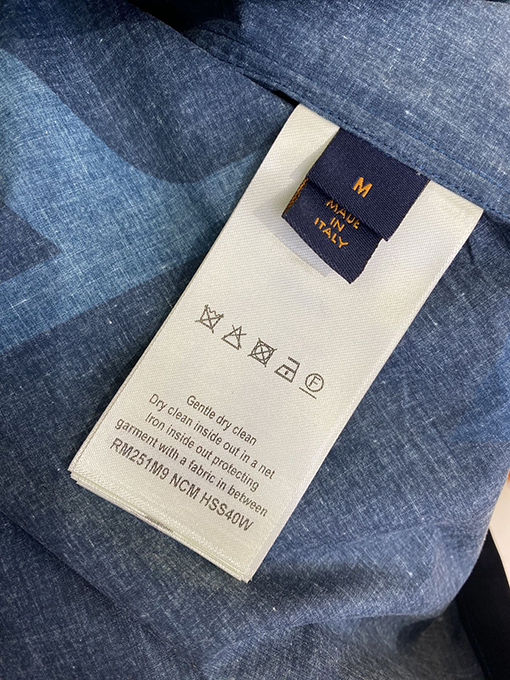 M
MADE
IN
ITALY
F
Gentle dry clean
Dry clean inside out in a net
Iron inside out protecting
garment with a fabric in between
RM251M9 NCM HSS40W